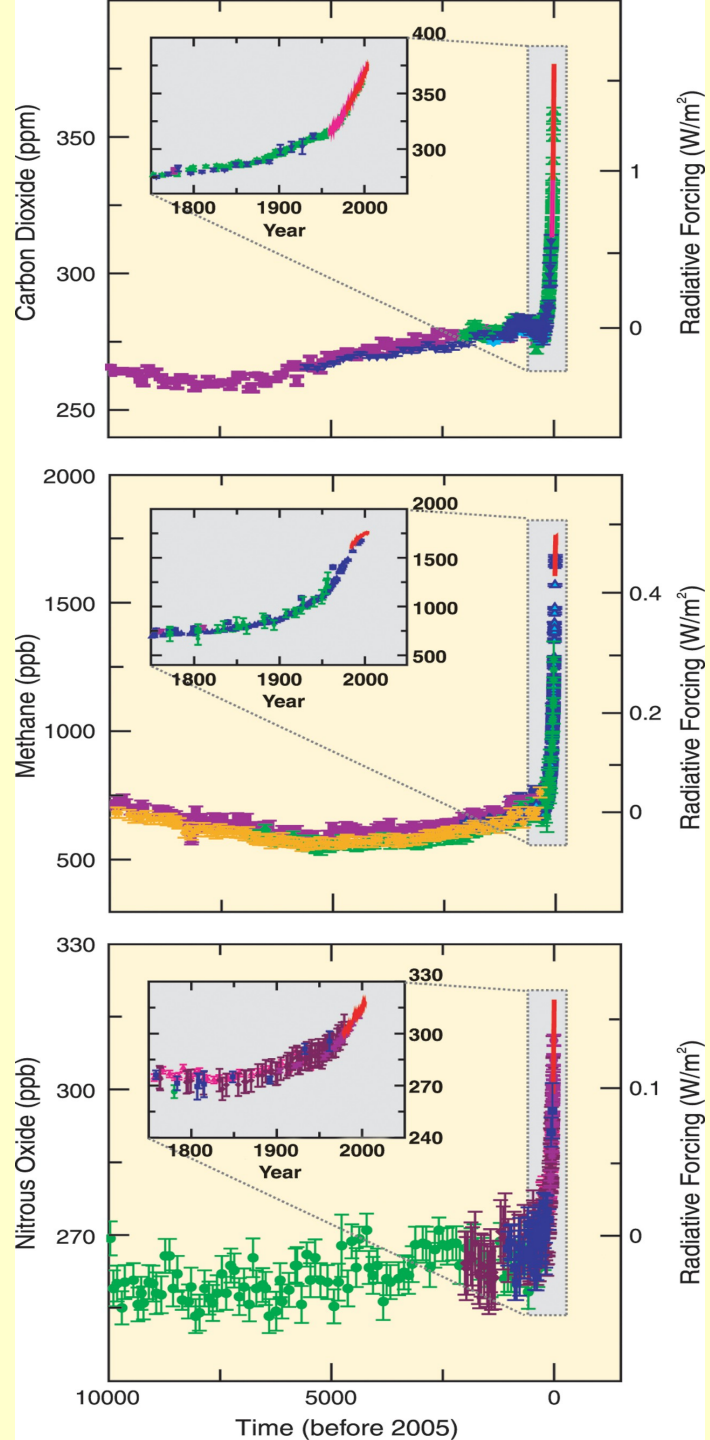 Carbon Dioxide (ppm)
350
300
250
400
350
300
1800 1900 2000
Year
1
0
Radiative Forcing (W/m²)
Methane (ppb)
2000
1500
1000
500
2000
1500
1000
500
1800 1900 2000
Year
0.4
0.2
0
Radiative Forcing (W/m²)
Nitrous Oxide (ppb)
330
300
270
330
300
270
240
1800 1900 2000
Year
0.1
0
Radiative Forcing (W/m²)
10000 5000 0
Time (before 2005)